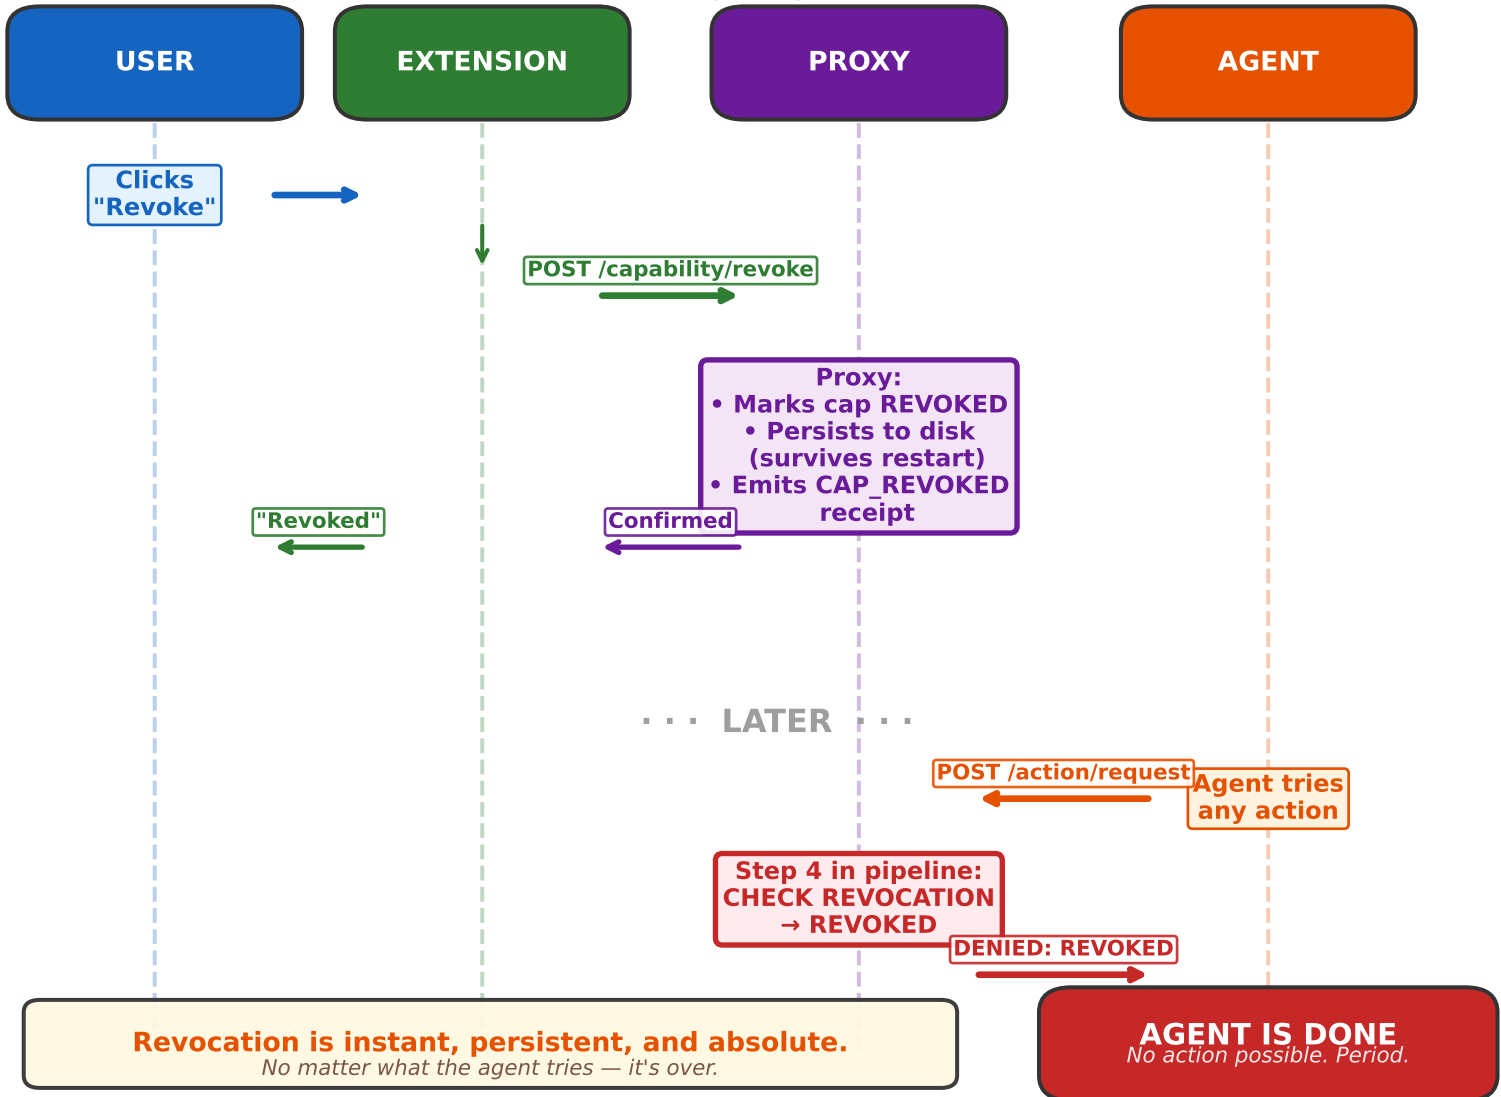 USER
EXTENSION
PROXY
AGENT
Clicks
"Revoke"
POST /capability/revoke
Proxy:
• Marks cap REVOKED
• Persists to disk
(survives restart)
• Emits CAP_REVOKED
receipt
"Revoked"
Confirmed
· · · LATER · · ·
POST /action/request
Agent tries
any action
Step 4 in pipeline:
CHECK REVOCATION
→ REVOKED
DENIED: REVOKED
Revocation is instant, persistent, and absolute.
No matter what the agent tries — it's over.
AGENT IS DONE
No action possible. Period.